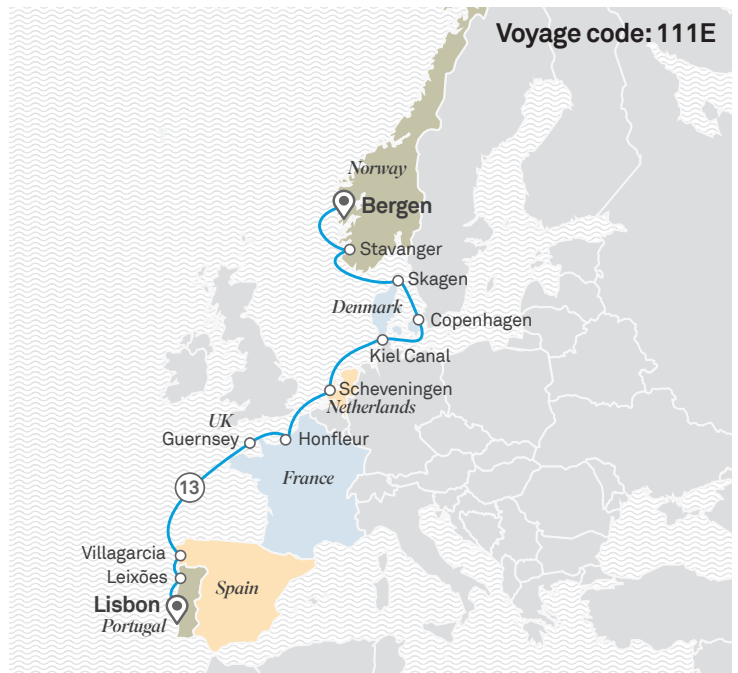 Voyage code: 111E
Norway
Bergen
Stavanger
Skagen
Denmark
Copenhagen
Kiel Canal
Scheveningen
Netherlands
UK
Guernsey
Honfleur
France
13
Villagarcia
Leixões
Spain
Lisbon
Portugal